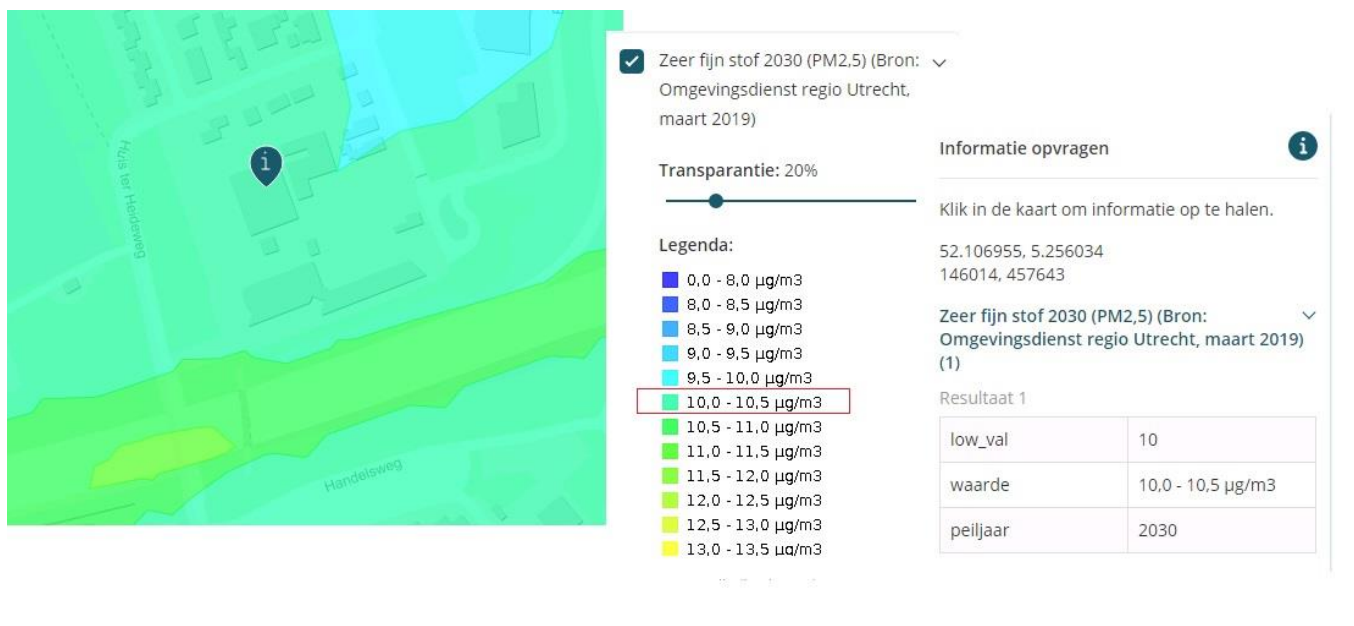 Huis ter Heideweg
Handelsweg
Zeer fijn stof 2030 (PM2,5) (Bron:
Omgevingsdienst regio Utrecht,
maart 2019)
Transparantie: 20%
Legenda:
0,0 - 8,0 µg/m3
8,0 - 8,5 µg/m3
8,5 - 9,0 µg/m3
9,0 - 9,5 µg/m3
9,5 - 10,0 µg/m3
10,0 - 10,5 µg/m3
10,5 - 11,0 µg/m3
11,0 - 11,5 µg/m3
11,5 - 12,0 µg/m3
12,0 - 12,5 µg/m3
12,5 - 13,0 µg/m3
13,0 - 13,5 µg/m3
Informatie opvragen
Klik in de kaart om informatie op te halen.
52.106955, 5.256034
146014, 457643
Zeer fijn stof 2030 (PM2,5) (Bron:
Omgevingsdienst regio Utrecht, maart 2019)
(1)
Resultaat 1
low_val 10
waarde 10,0 - 10,5 µg/m3
peiljaar 2030